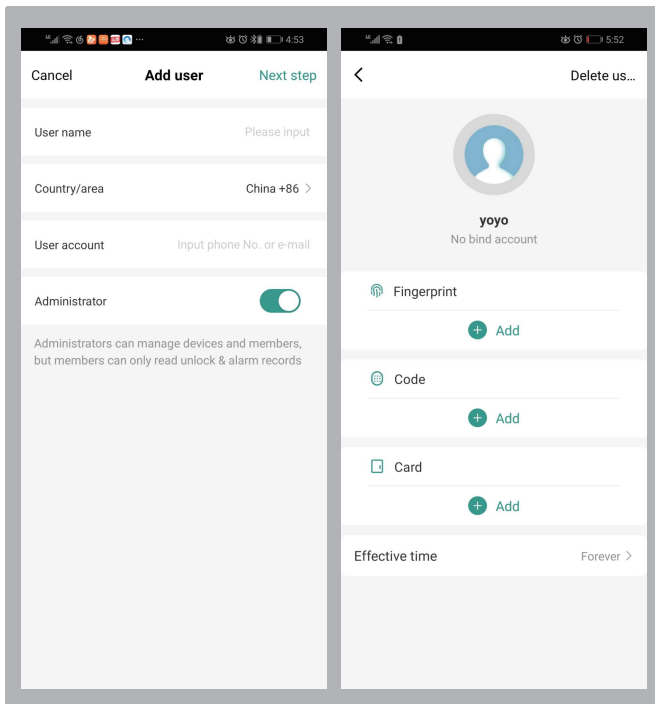 4:53
Cancel
Add user
Next step
User name
Please input
Country/area
China +86
User account
Input phone No. or e-mail
Administrator
Administrators can manage devices and members,
but members can only read unlock & alarm records
5:52
Delete us...
yoyo
No bind account
Fingerprint
Add
Code
Add
Card
Add
Effective time
Forever